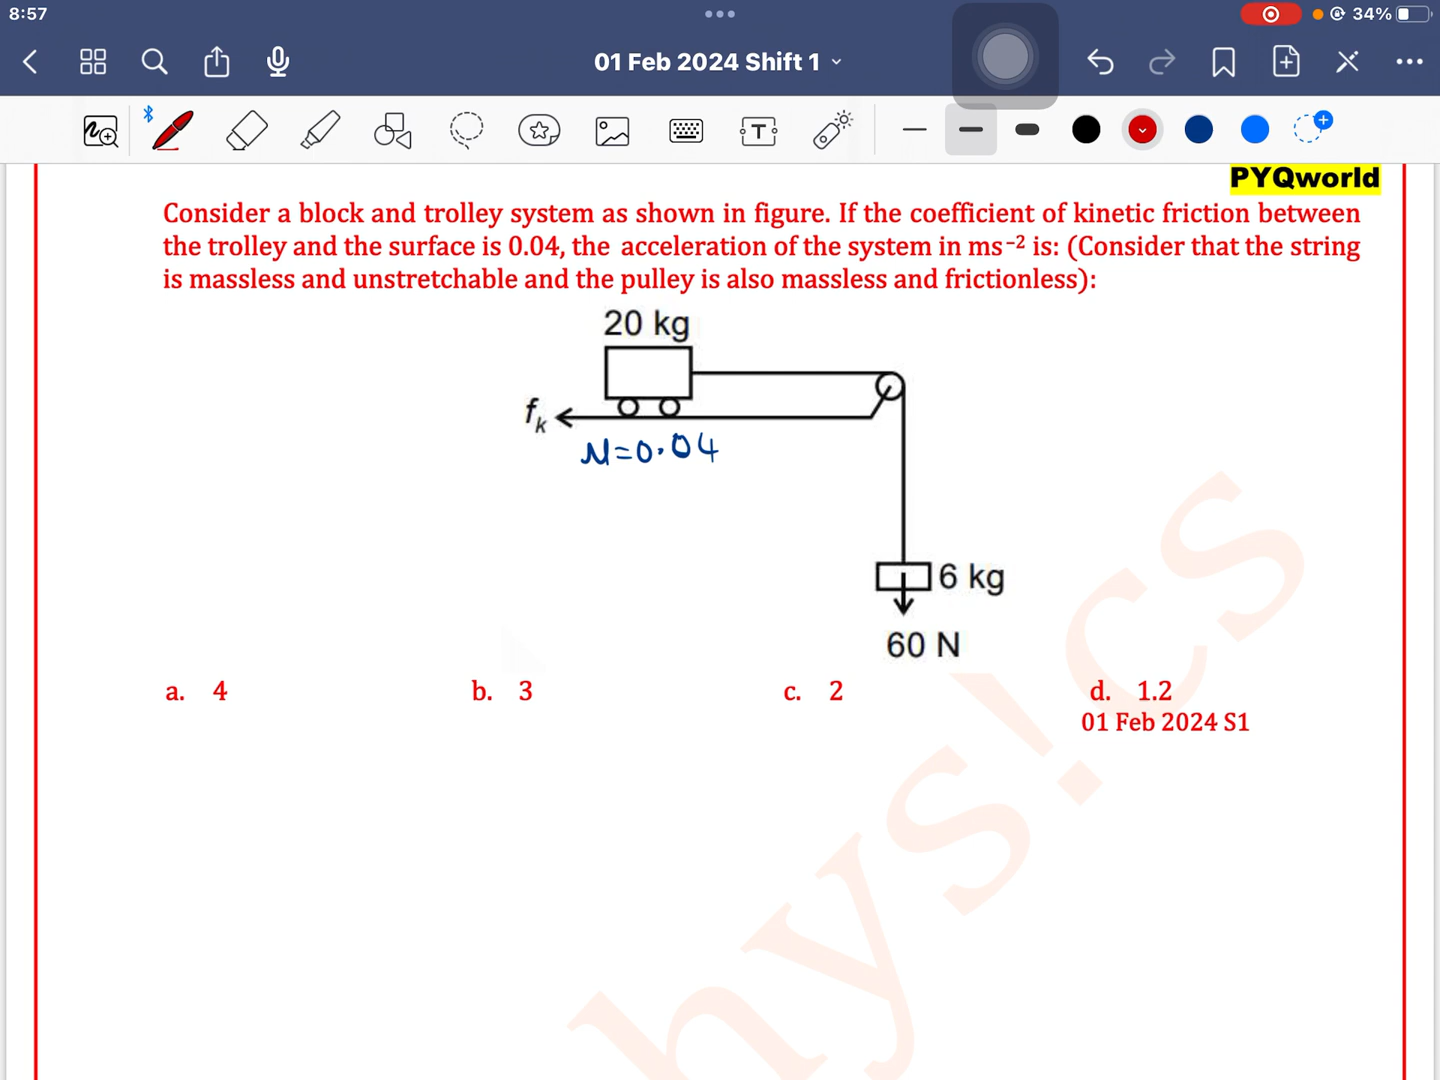 8:57
34%
01 Feb 2024 Shift 1
T
PYQworld
Consider a block and trolley system as shown in figure. If the coefficient of kinetic friction between
the trolley and the surface is 0.04, the acceleration of the system in ms⁻² is: (Consider that the string
is massless and unstretchable and the pulley is also massless and frictionless):
20 kg
fₖ
μ=0.04
6 kg
60 N
a. 4 b. 3 c. 2 d. 1.2
01 Feb 2024 S1
hys!cs